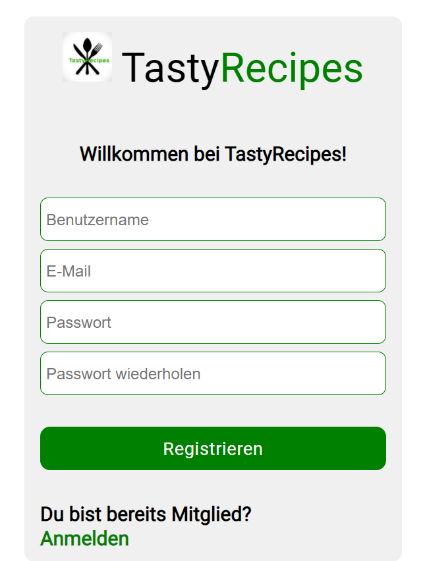 TastyRecipes
TastyRecipes
Willkommen bei TastyRecipes!
Benutzername
E-Mail
Passwort
Passwort wiederholen
Registrieren
Du bist bereits Mitglied?
Anmelden